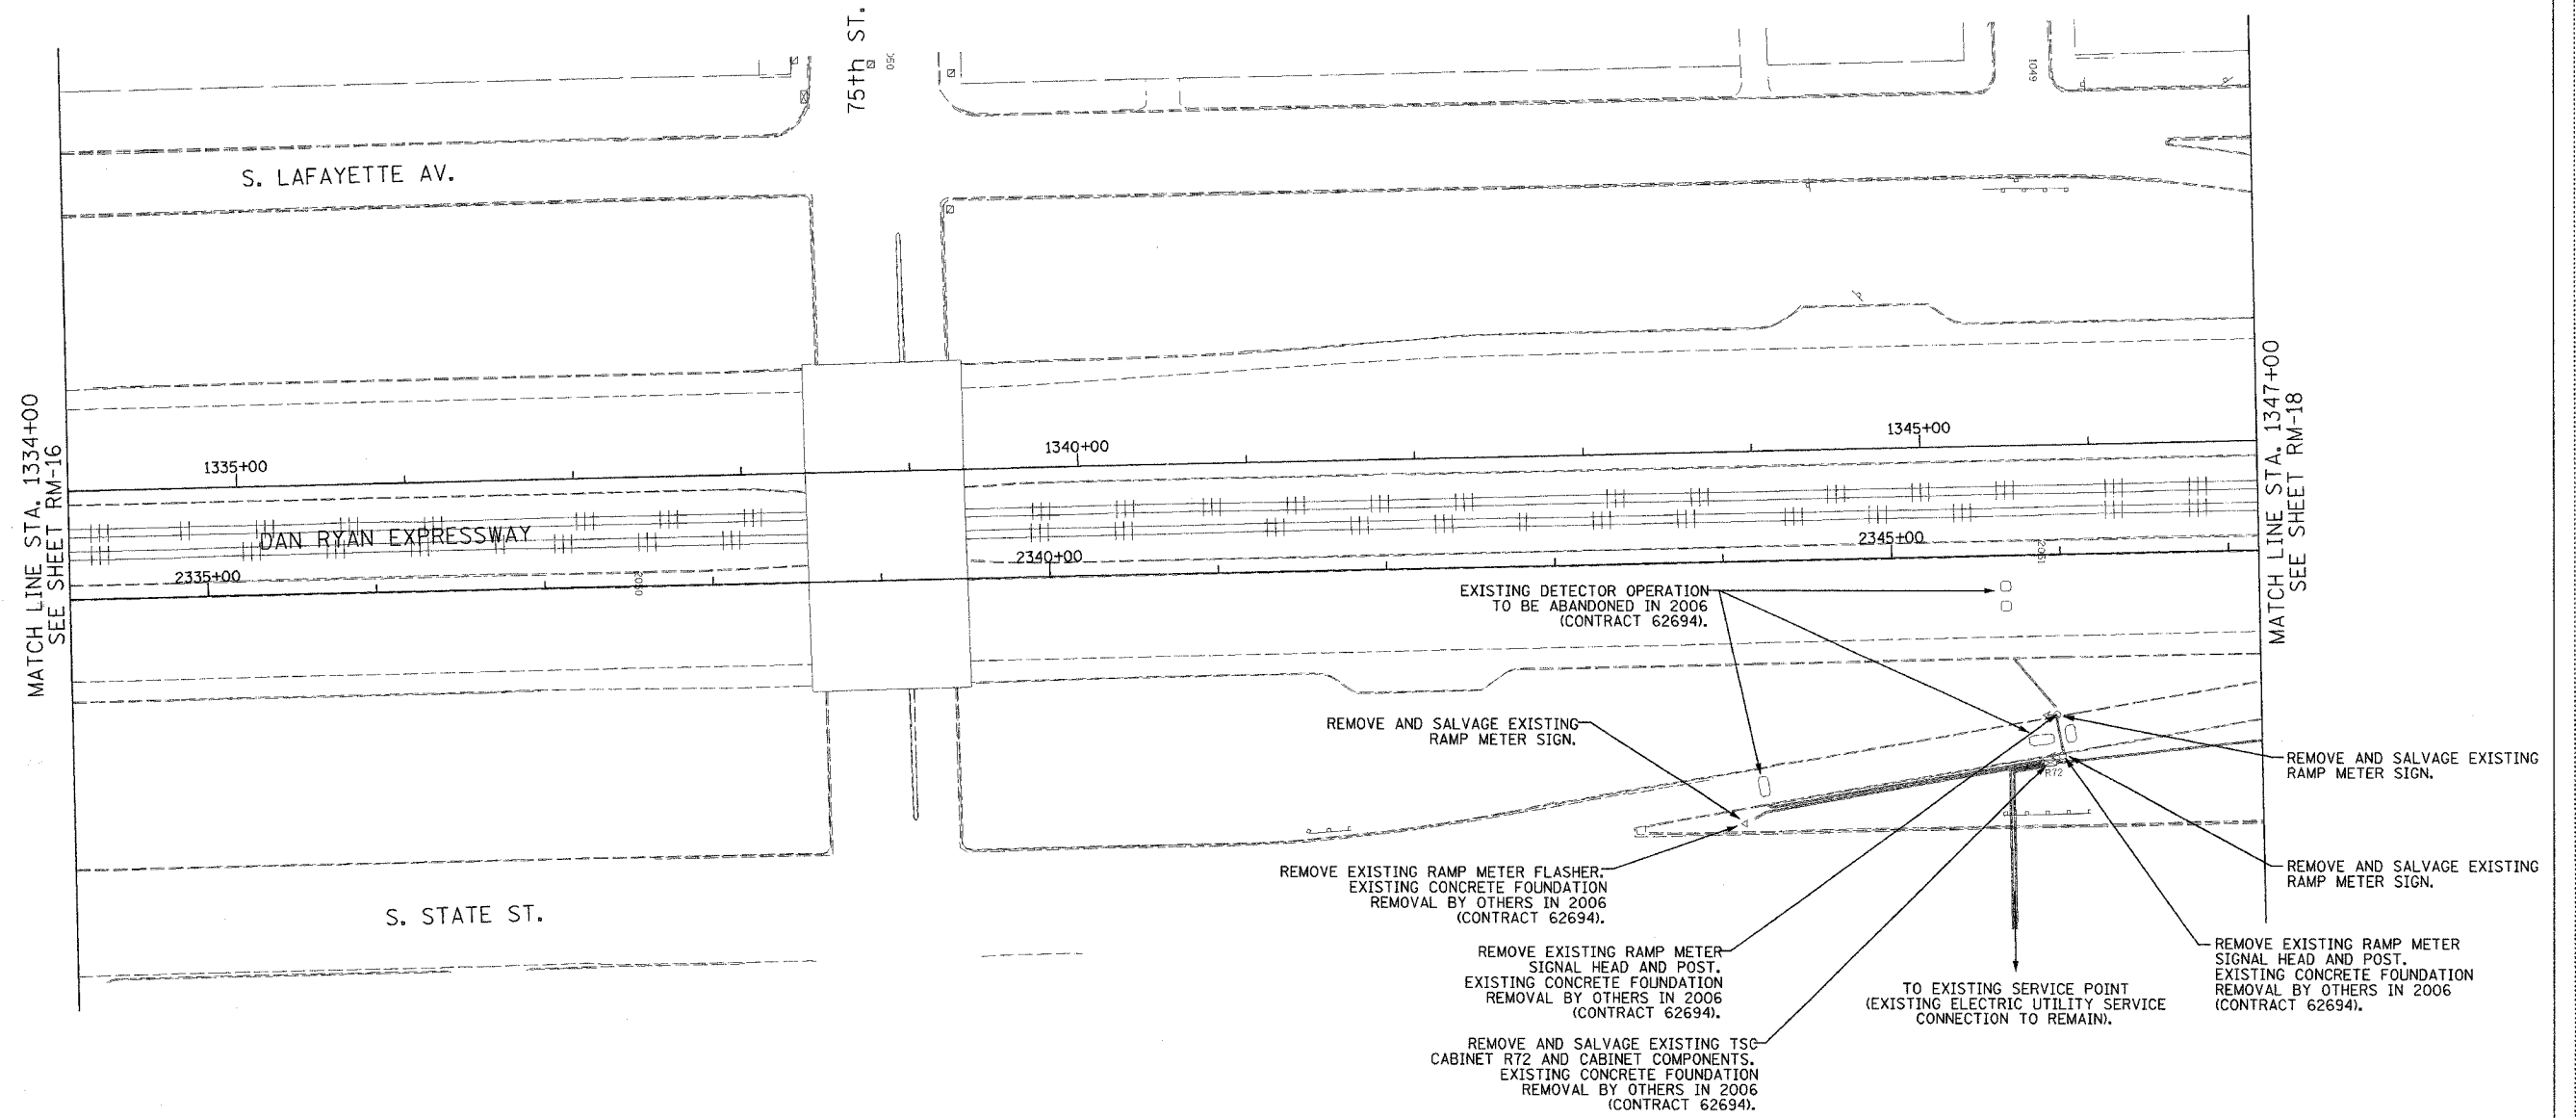 75th ST.
050
1049
S. LAFAYETTE AV.
MATCH LINE STA. 1334+00
SEE SHEET RM-16
1335+00
1340+00
1345+00
MATCH LINE STA. 1347+00
SEE SHEET RM-18
DAN RYAN EXPRESSWAY
2335+00
2050
2340+00
2345+00
2051
EXISTING DETECTOR OPERATION
TO BE ABANDONED IN 2006
(CONTRACT 62694).
REMOVE AND SALVAGE EXISTING
RAMP METER SIGN.
REMOVE AND SALVAGE EXISTING
RAMP METER SIGN.
R72
REMOVE EXISTING RAMP METER FLASHER.
EXISTING CONCRETE FOUNDATION
REMOVAL BY OTHERS IN 2006
(CONTRACT 62694).
REMOVE AND SALVAGE EXISTING
RAMP METER SIGN.
S. STATE ST.
REMOVE EXISTING RAMP METER
SIGNAL HEAD AND POST.
EXISTING CONCRETE FOUNDATION
REMOVAL BY OTHERS IN 2006
(CONTRACT 62694).
TO EXISTING SERVICE POINT
(EXISTING ELECTRIC UTILITY SERVICE
CONNECTION TO REMAIN).
REMOVE EXISTING RAMP METER
SIGNAL HEAD AND POST.
EXISTING CONCRETE FOUNDATION
REMOVAL BY OTHERS IN 2006
(CONTRACT 62694).
REMOVE AND SALVAGE EXISTING TSC
CABINET R72 AND CABINET COMPONENTS.
EXISTING CONCRETE FOUNDATION
REMOVAL BY OTHERS IN 2006
(CONTRACT 62694).